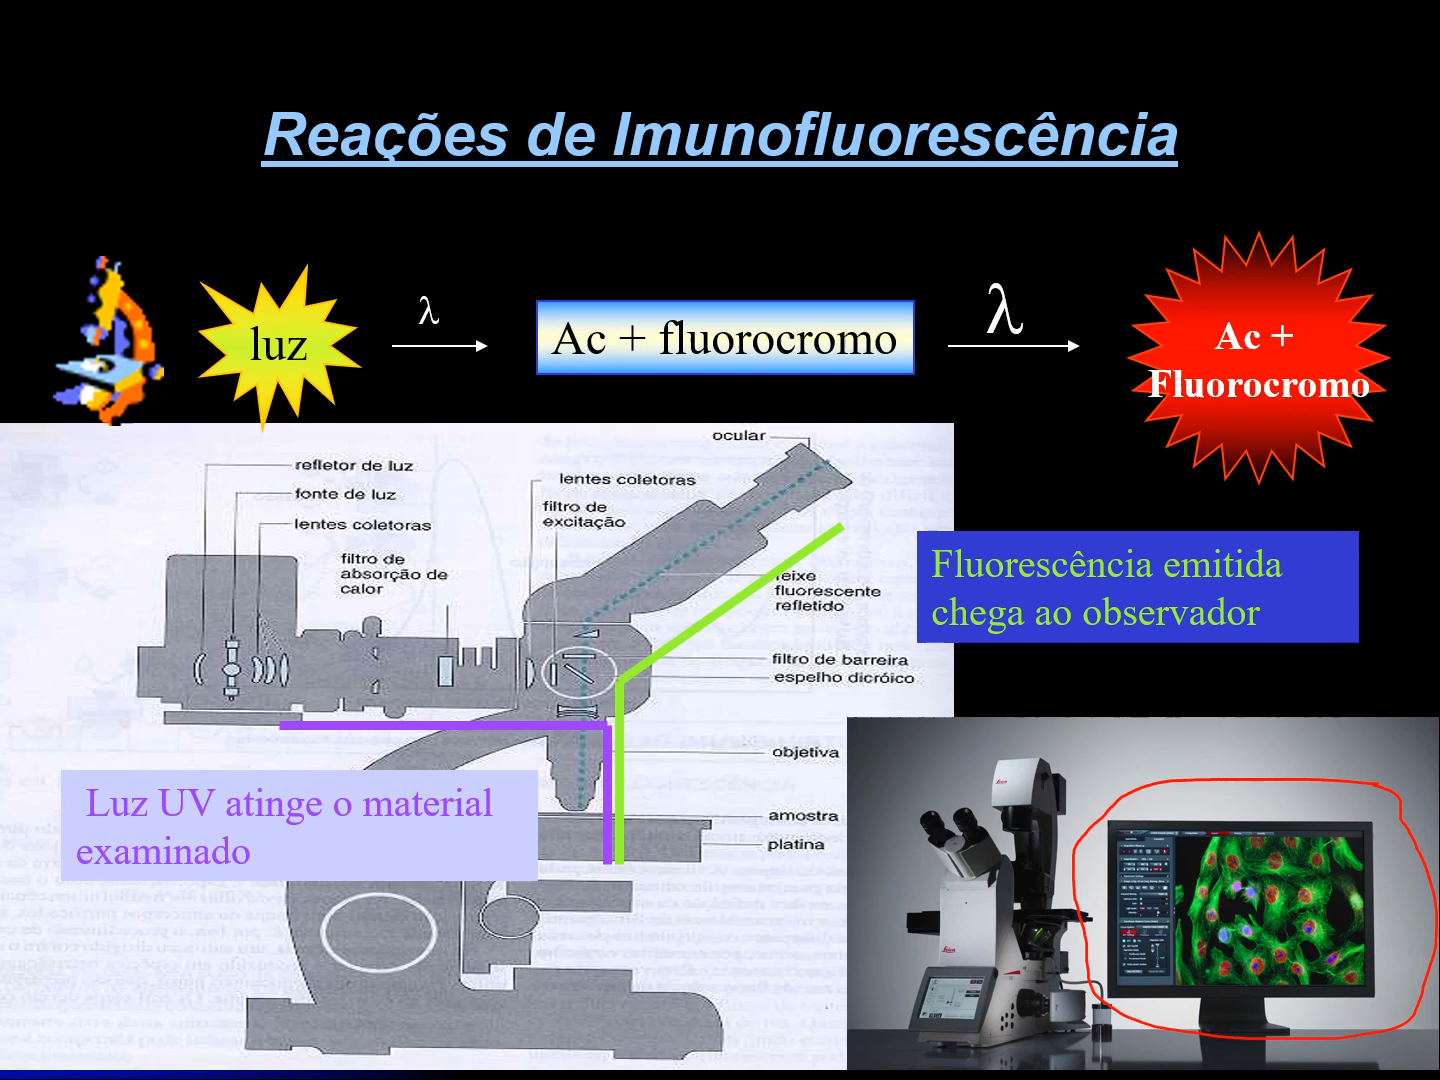 Reações de Imunofluorescência
luz
λ
Ac + fluorocromo
λ
Ac +
Fluorocromo
ocular
refletor de luz
fonte de luz
lentes coletoras
lentes coletoras
filtro de
excitação
filtro de
absorção de
calor
feixe
fluorescente
refletido
filtro de barreira
espelho dicróico
objetiva
amostra
platina
Fluorescência emitida
chega ao observador
Luz UV atinge o material
examinado
Leica
Leica